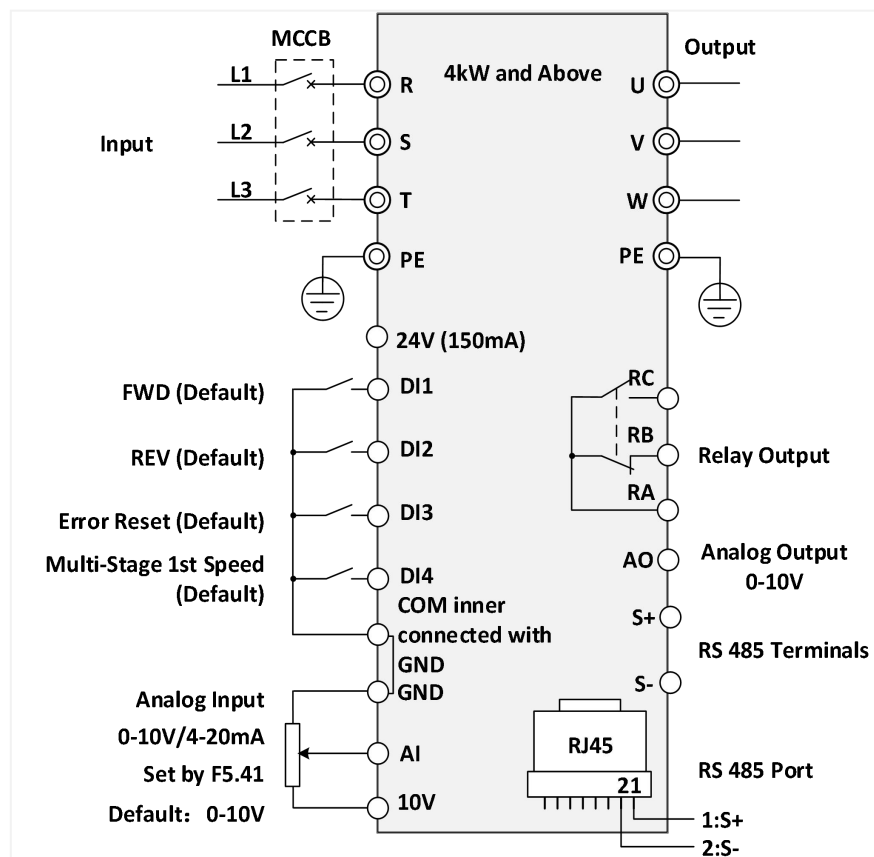 MCCB
Output
4kW and Above
L1
R
U
Input
L2
S
V
L3
T
W
PE
PE
24V (150mA)
FWD (Default)
DI1
RC
REV (Default)
DI2
RB
Relay Output
RA
Error Reset (Default)
DI3
Multi-Stage 1st Speed
(Default)
DI4
AO
Analog Output
0-10V
COM inner
connected with
GND
S+
RS 485 Terminals
S-
GND
Analog Input
0-10V/4-20mA
Set by F5.41
Default: 0-10V
AI
10V
RJ45
21
RS 485 Port
1:S+
2:S-